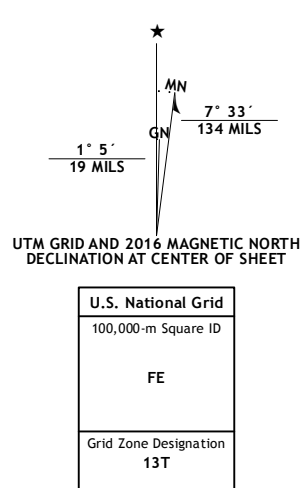 ★
MN
GN
7° 33´
134 MILS
1° 5´
19 MILS
UTM GRID AND 2016 MAGNETIC NORTH
DECLINATION AT CENTER OF SHEET
U.S. National Grid
100,000-m Square ID
FE
Grid Zone Designation
13T